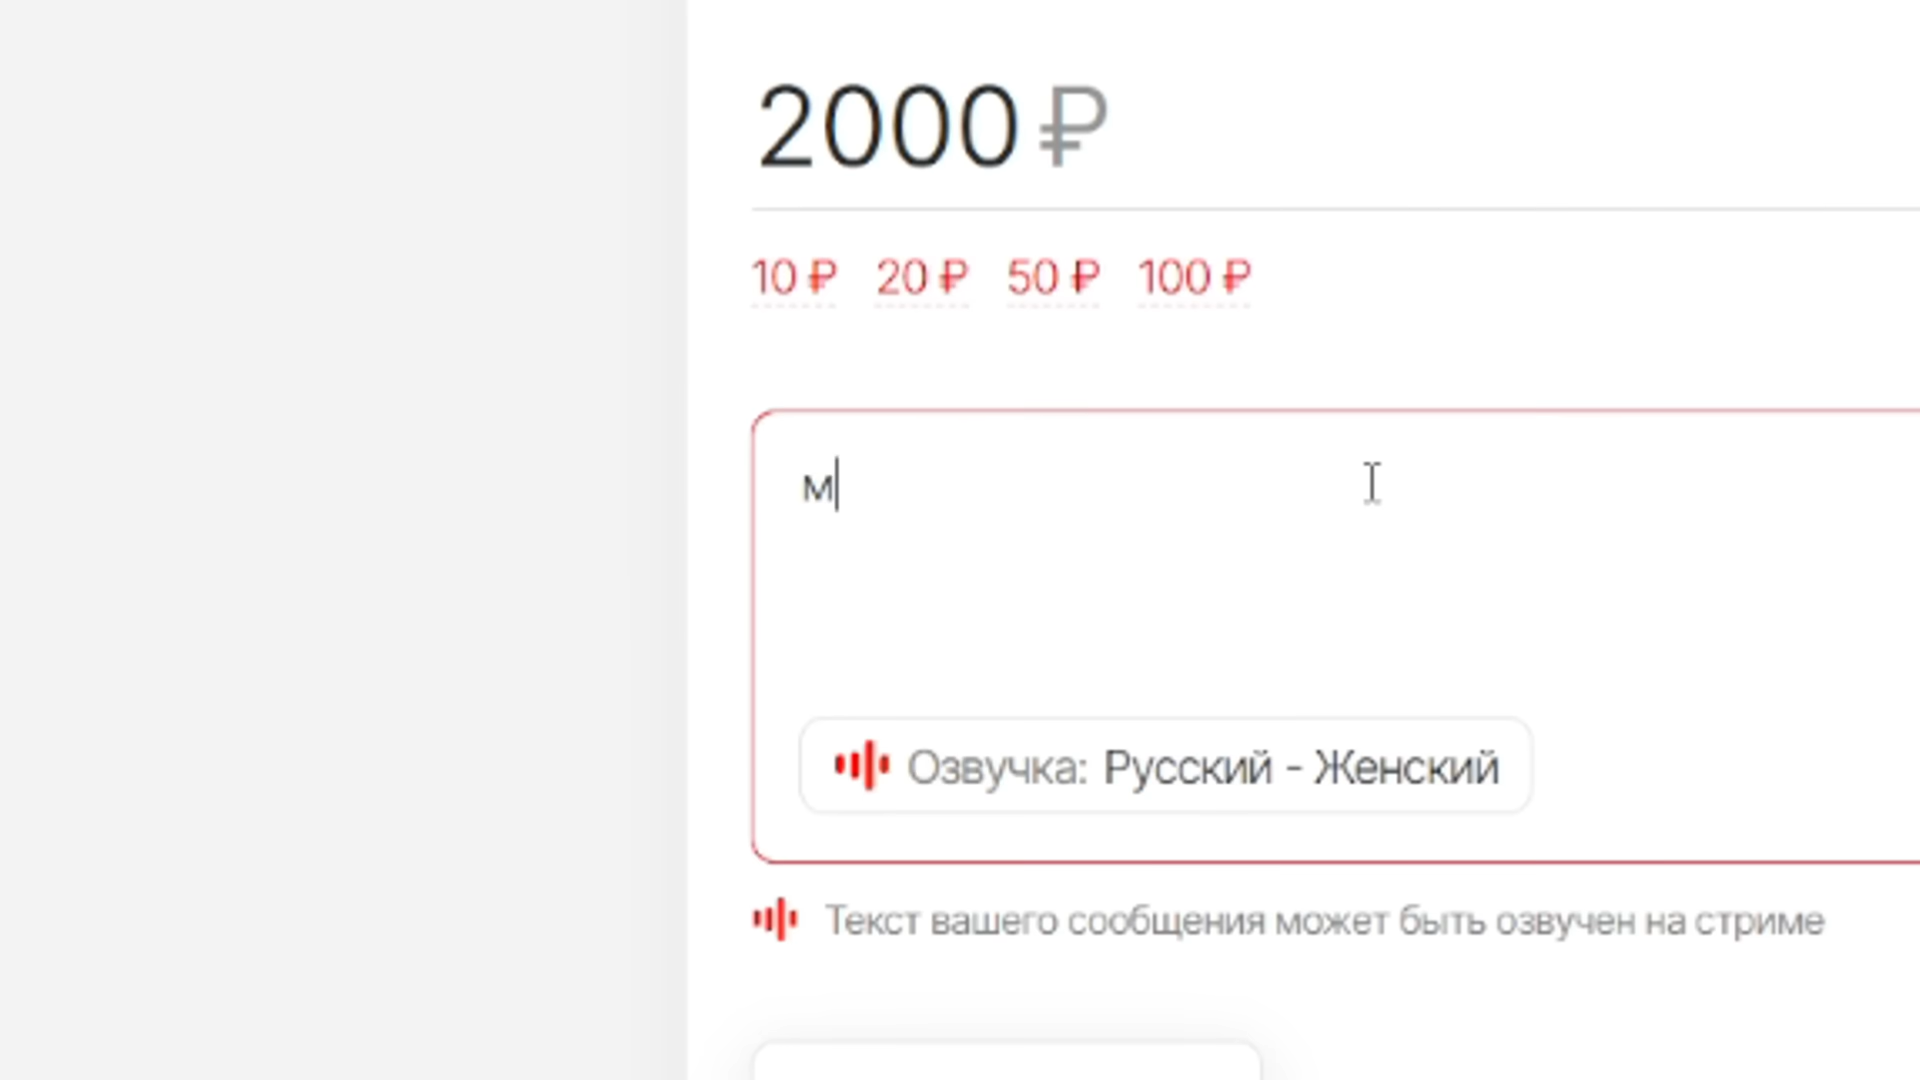 2000 ₽
10 ₽ 20 ₽ 50 ₽ 100 ₽
м
Озвучка: Русский - Женский
Текст вашего сообщения может быть озвучен на стриме